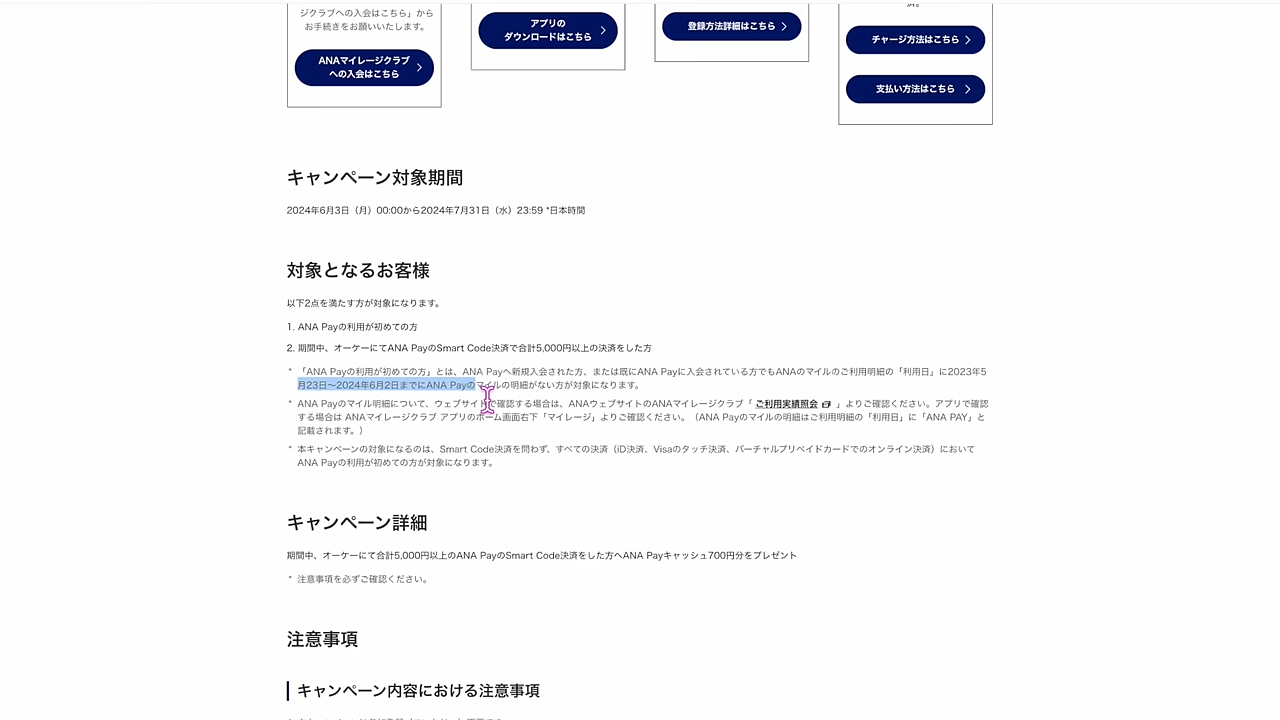 ジクラブへの入会はこちら」から
お手続きをお願いいたします。
ANAマイレージクラブ
への入会はこちら
アプリの
ダウンロードはこちら
登録方法詳細はこちら
済。
チャージ方法はこちら
支払い方法はこちら
キャンペーン対象期間
2024年6月3日（月）00:00から2024年7月31日（水）23:59 *日本時間
対象となるお客様
以下2点を満たす方が対象になります。
1. ANA Payの利用が初めての方
2. 期間中、オーケーにてANA PayのSmart Code決済で合計5,000円以上の決済をした方
* 「ANA Payの利用が初めての方」とは、ANA Payへ新規入会された方、または既にANA Payに入会されている方でもANAのマイルのご利用明細の「利用日」に2023年5
月23日～2024年6月2日までにANA Payのマイルの明細がない方が対象になります。
* ANA Payのマイル明細について、ウェブサイトで確認する場合は、ANAウェブサイトのANAマイレージクラブ「 ご利用実績照会 」よりご確認ください。アプリで確認
する場合は ANAマイレージクラブ アプリのホーム画面右下「マイレージ」よりご確認ください。（ANA Payのマイルの明細はご利用明細の「利用日」に「ANA PAY」と
記載されます。）
* 本キャンペーンの対象になるのは、Smart Code決済を問わず、すべての決済（iD決済、Visaのタッチ決済、バーチャルプリペイドカードでのオンライン決済）において
ANA Payの利用が初めての方が対象になります。
キャンペーン詳細
期間中、オーケーにて合計5,000円以上のANA PayのSmart Code決済をした方へANA Payキャッシュ700円分をプレゼント
* 注意事項を必ずご確認ください。
注意事項
キャンペーン内容における注意事項